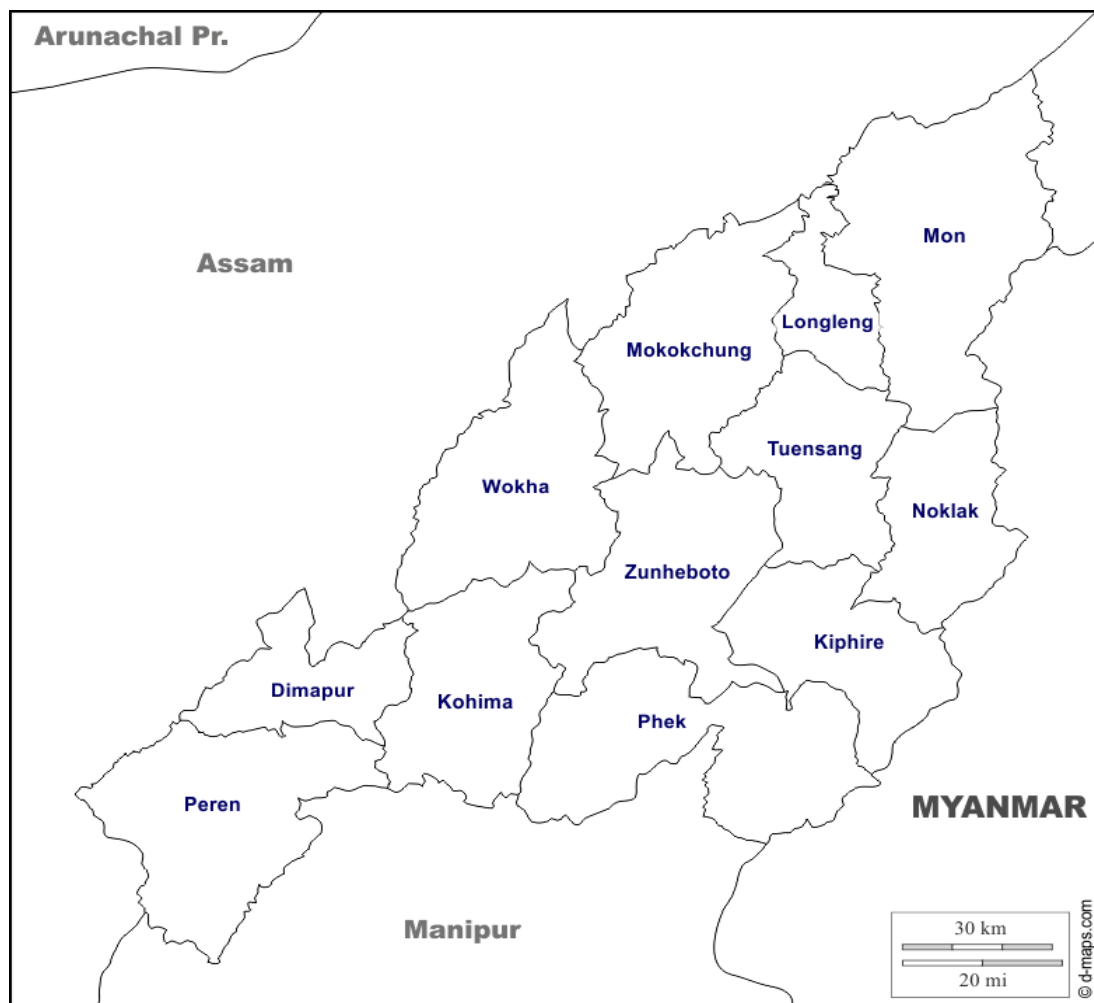 Arunachal Pr.
Assam
Mon
Longleng
Mokokchung
Tuensang
Wokha
Noklak
Zunheboto
Kiphire
Dimapur
Kohima
Phek
Peren
MYANMAR
Manipur
30 km
20 mi
© d-maps.com